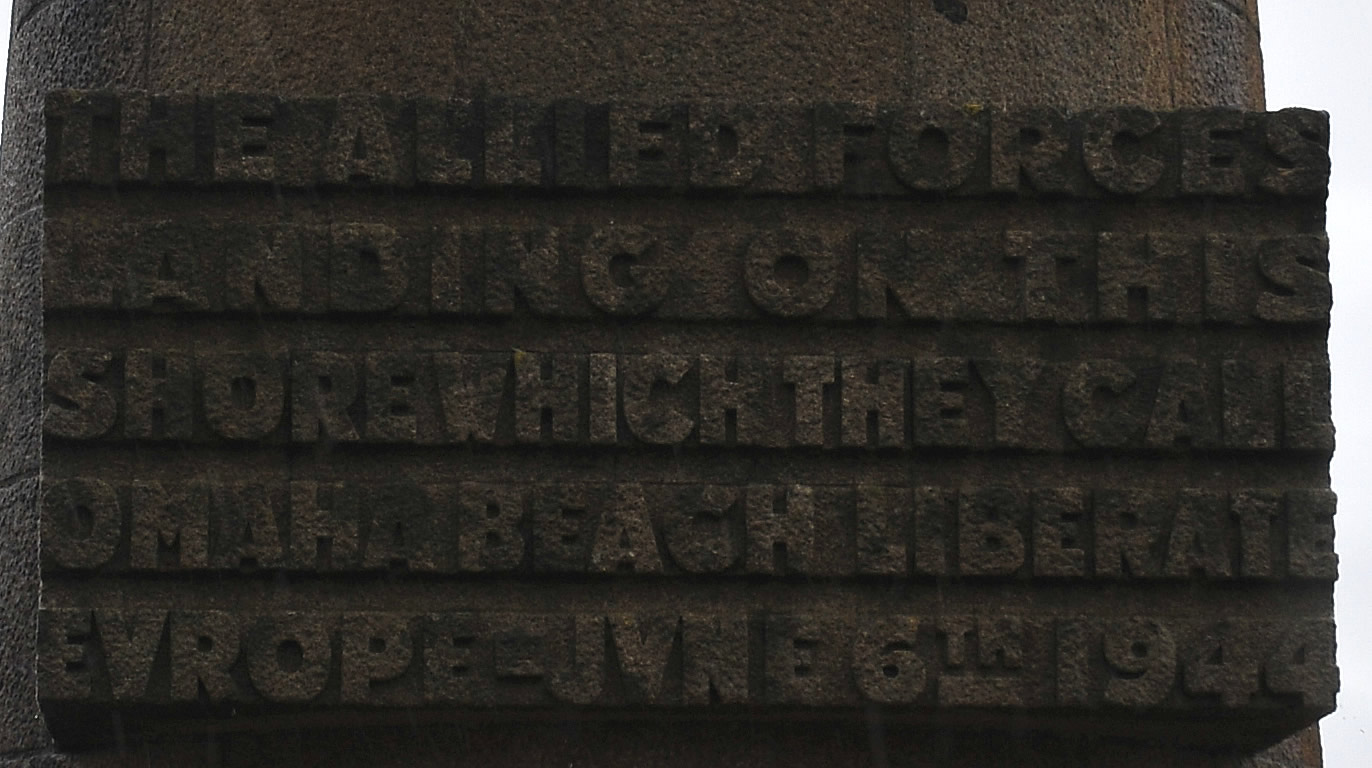 THE ALLIED FORCES
LANDING ON THIS
SHORE WHICH THEY CALL
OMAHA BEACH LIBERATE
EVROPE-JVNE 6TH 1944